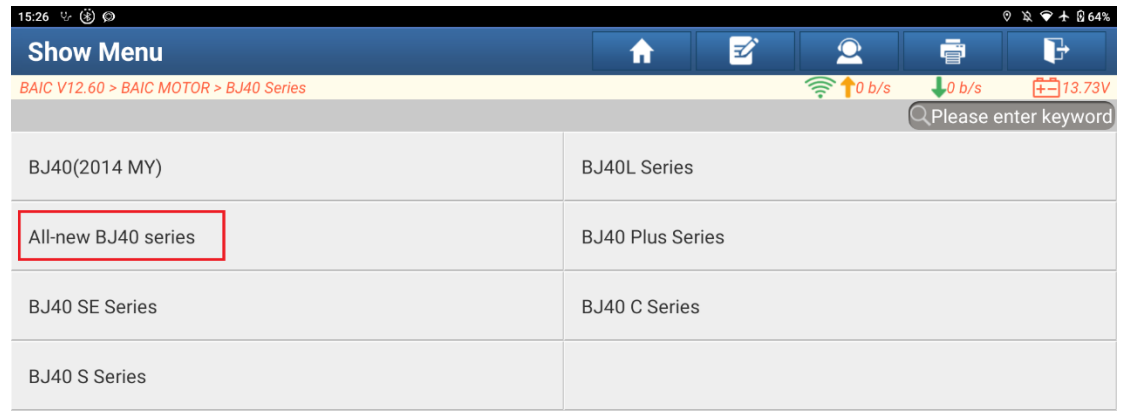 15:26 64%
Show Menu
BAIC V12.60 > BAIC MOTOR > BJ40 Series 0 b/s 0 b/s 13.73V
Please enter keyword
BJ40(2014 MY) BJ40L Series
All-new BJ40 series BJ40 Plus Series
BJ40 SE Series BJ40 C Series
BJ40 S Series